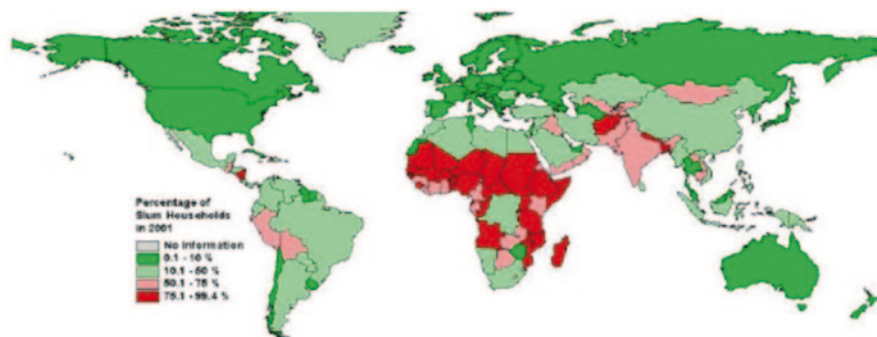 Percentage of
Slum Households
in 2001
No Information
0.1 - 10 %
10.1 - 50 %
50.1 - 75 %
75.1 - 99.4 %